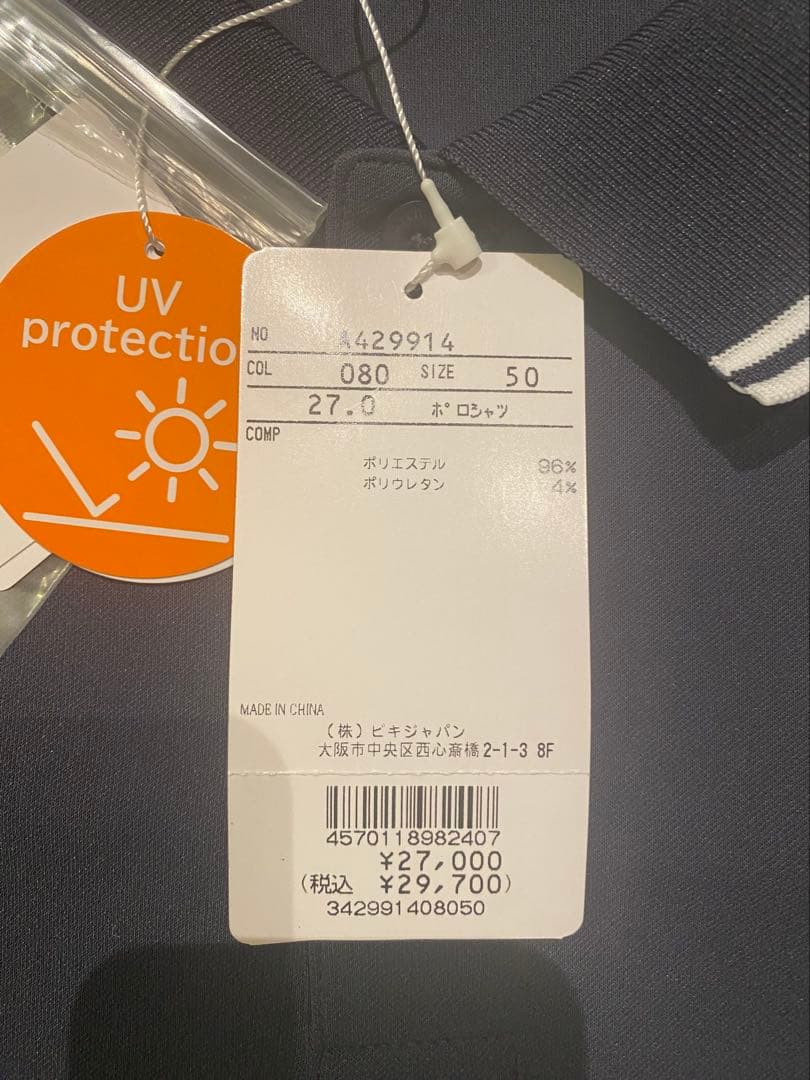 UV
protectio
NO A429914
COL 080 SIZE 50
27.0 ポロシャツ
COMP
ポリエステル 96%
ポリウレタン 4%
MADE IN CHINA
(株)ビキジャパン
大阪市中央区西心斎橋2-1-3 8F
4570118982407
¥27,000
(税込 ¥29,700)
342991408050